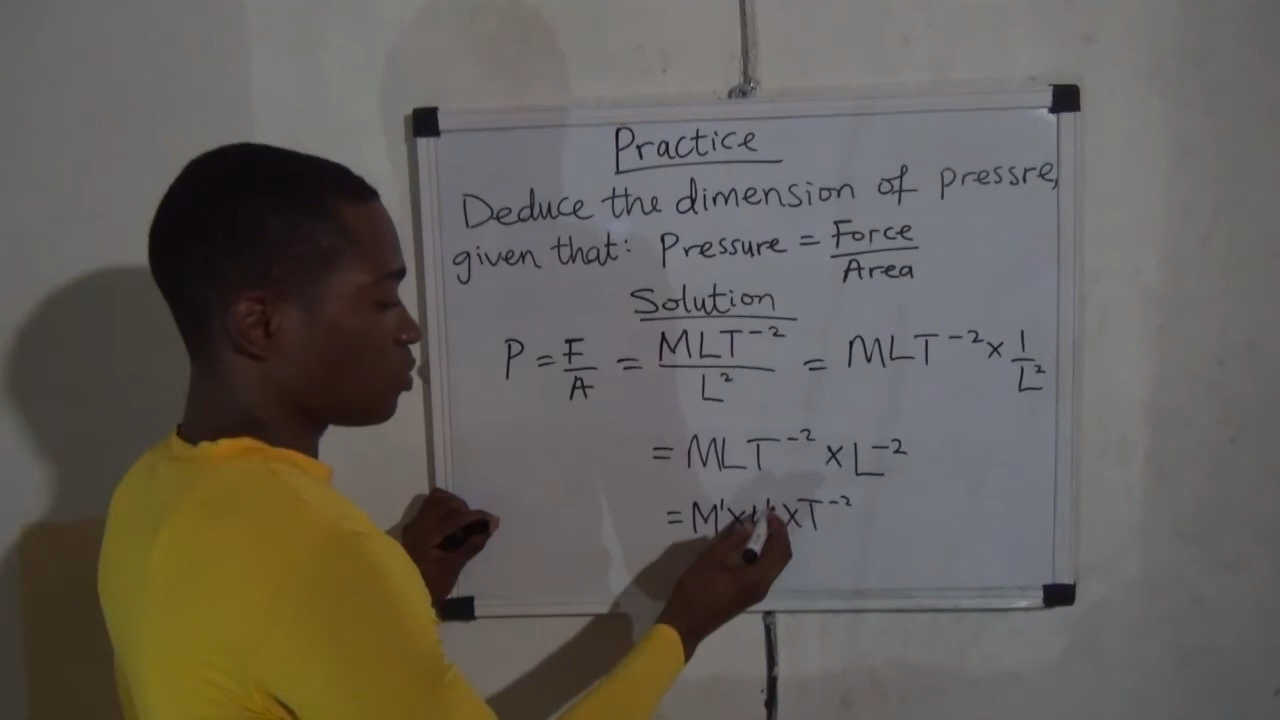 Practice
Deduce the dimension of pressre,
given that: Pressure = Force / Area
Solution
P = F/A = MLT⁻² / L² = MLT⁻² × 1/L²
= MLT⁻² × L⁻²
= M¹ × L¹ × T⁻²